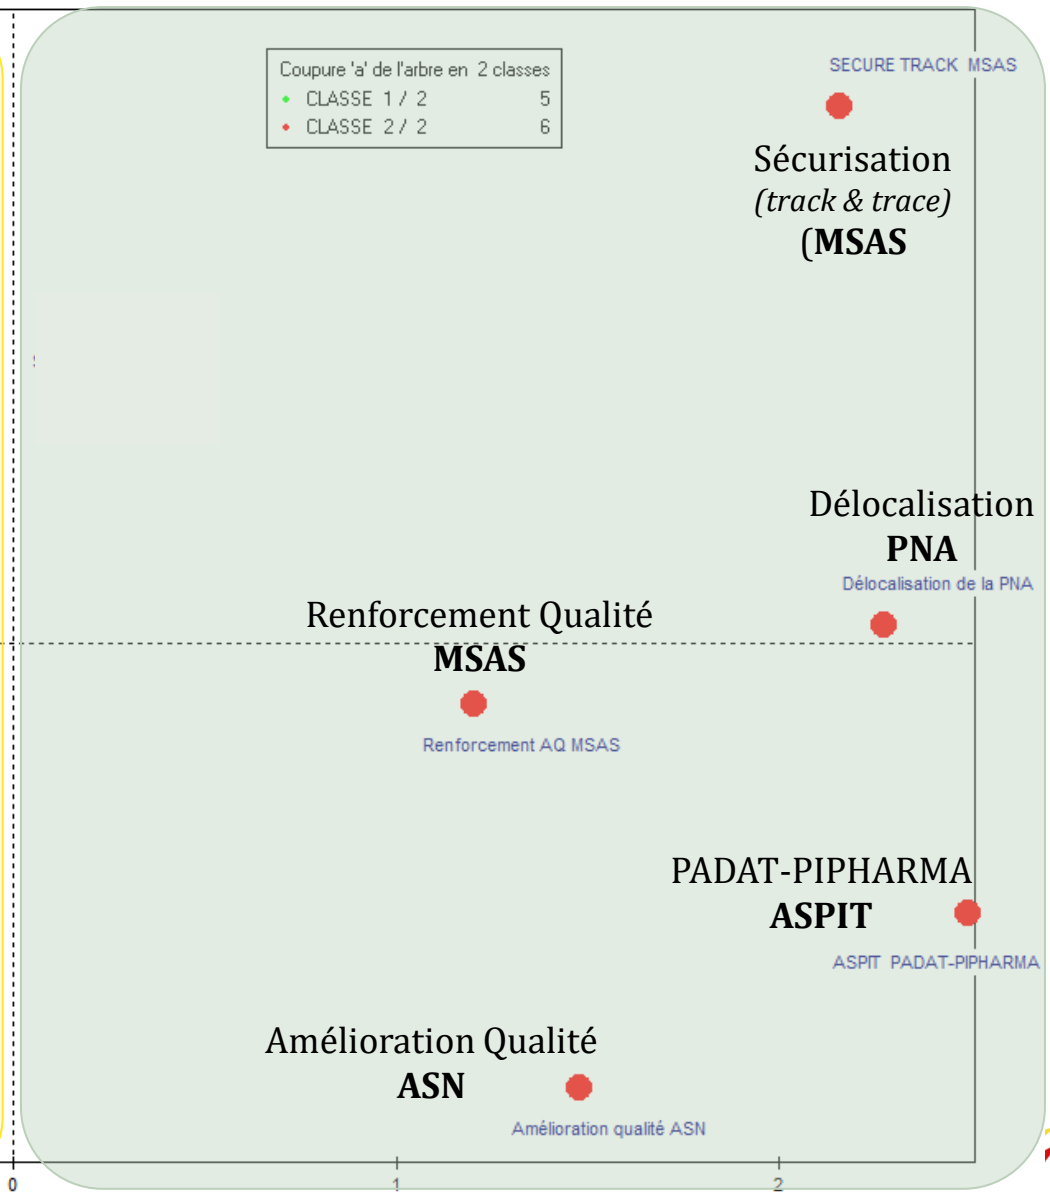 Coupure 'a' de l'arbre en 2 classes
CLASSE 1 / 2 5
CLASSE 2 / 2 6
SECURE TRACK MSAS
Sécurisation
(track & trace)
(MSAS
Délocalisation
PNA
Délocalisation de la PNA
Renforcement Qualité
MSAS
Renforcement AQ MSAS
PADAT-PIPHARMA
ASPIT
ASPIT PADAT-PIPHARMA
Amélioration Qualité
ASN
Amélioration qualité ASN
0 1 2